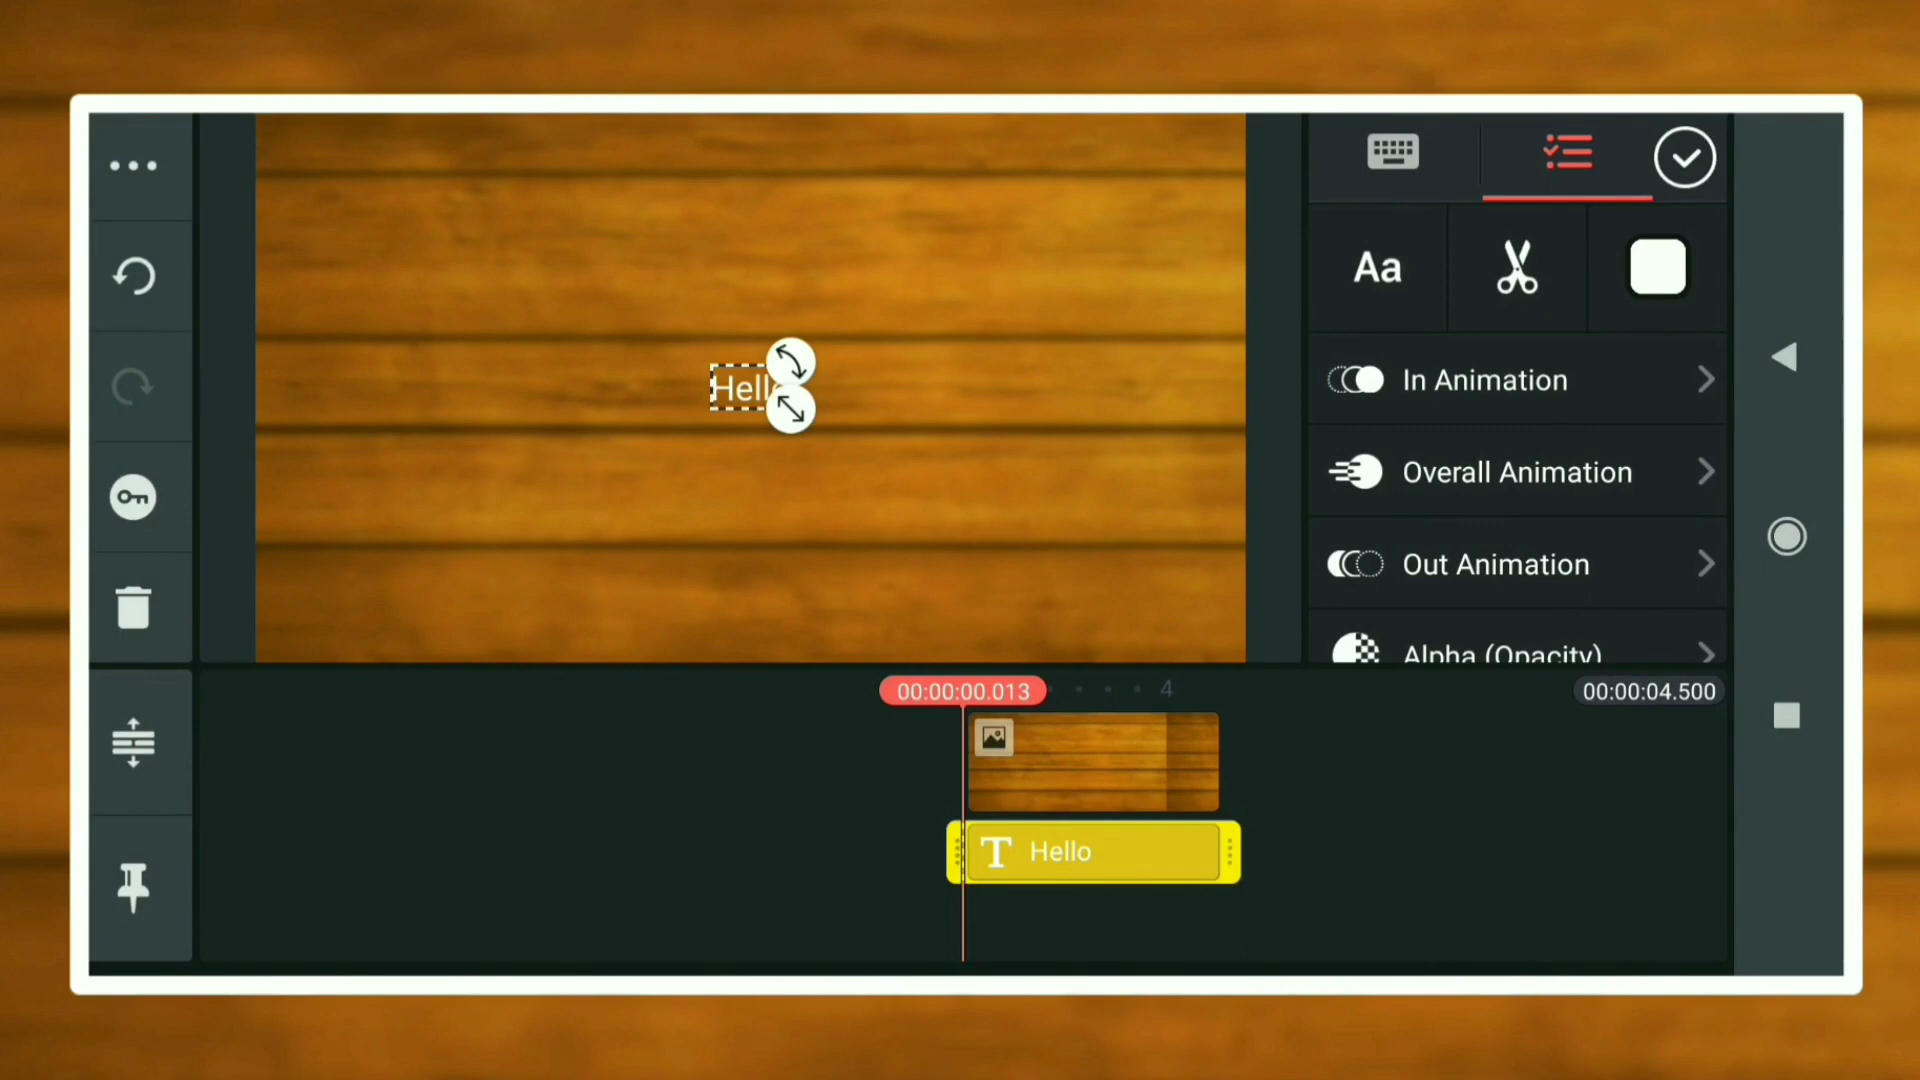 Aa
In Animation
Hello
Overall Animation
Out Animation
Alpha (Opacity)
00:00:00.013
4
00:00:04.500
T Hello